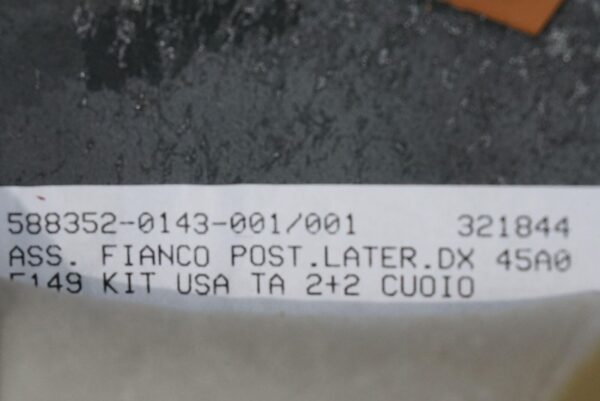 588352-0143-001/001 321844
ASS. FIANCO POST.LATER.DX 45A0
F149 KIT USA TA 2+2 CUOIO